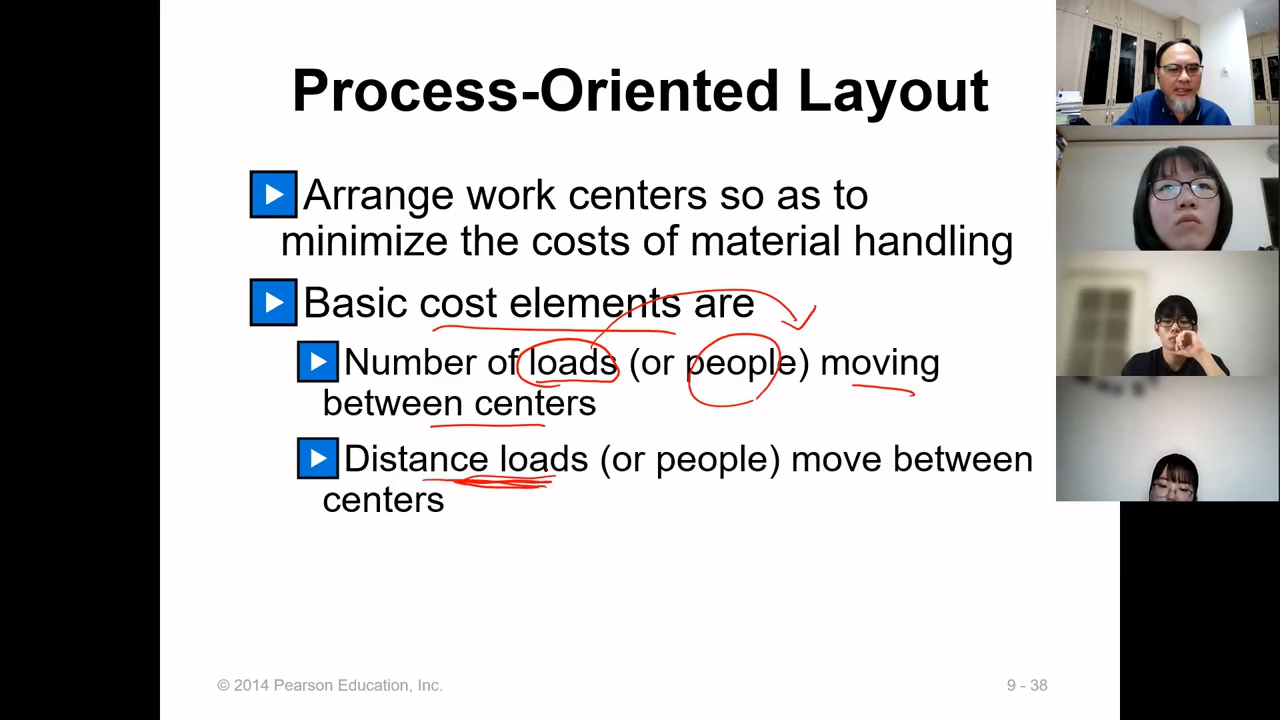 Process-Oriented Layout
Arrange work centers so as to
minimize the costs of material handling
Basic cost elements are
Number of loads (or people) moving
between centers
Distance loads (or people) move between
centers
© 2014 Pearson Education, Inc.
9 - 38